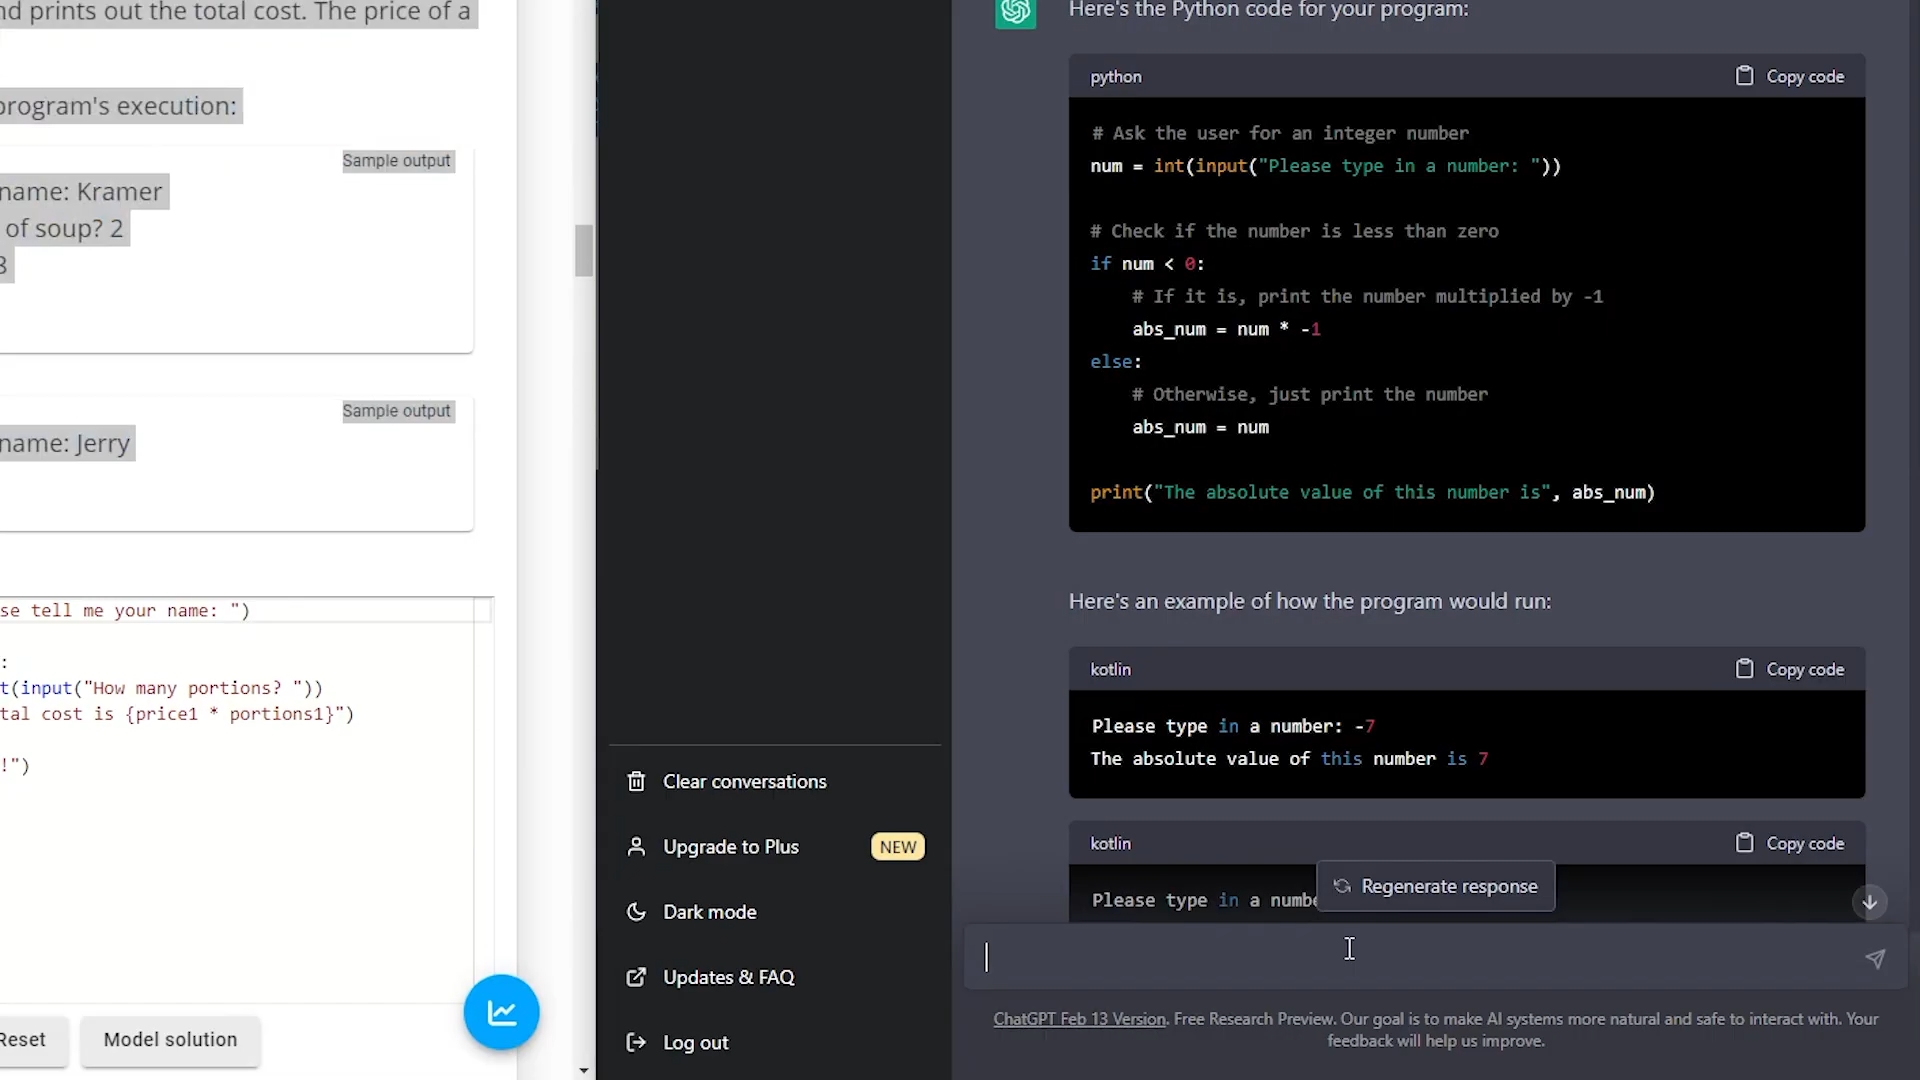 nd prints out the total cost. The price of a
program's execution:
Sample output
name: Kramer
of soup? 2
8
Sample output
name: Jerry
se tell me your name: ")
:
t(input("How many portions? "))
tal cost is {price1 * portions1}")
!")
Reset
Model solution
Clear conversations
Upgrade to Plus
NEW
Dark mode
Updates & FAQ
Log out
Here's the Python code for your program:
python
Copy code
# Ask the user for an integer number
num = int(input("Please type in a number: "))
# Check if the number is less than zero
if num < 0:
# If it is, print the number multiplied by -1
abs_num = num * -1
else:
# Otherwise, just print the number
abs_num = num
print("The absolute value of this number is", abs_num)
Here's an example of how the program would run:
kotlin
Copy code
Please type in a number: -7
The absolute value of this number is 7
kotlin
Copy code
Please type in a numbe
Regenerate response
ChatGPT Feb 13 Version. Free Research Preview. Our goal is to make AI systems more natural and safe to interact with. Your
feedback will help us improve.